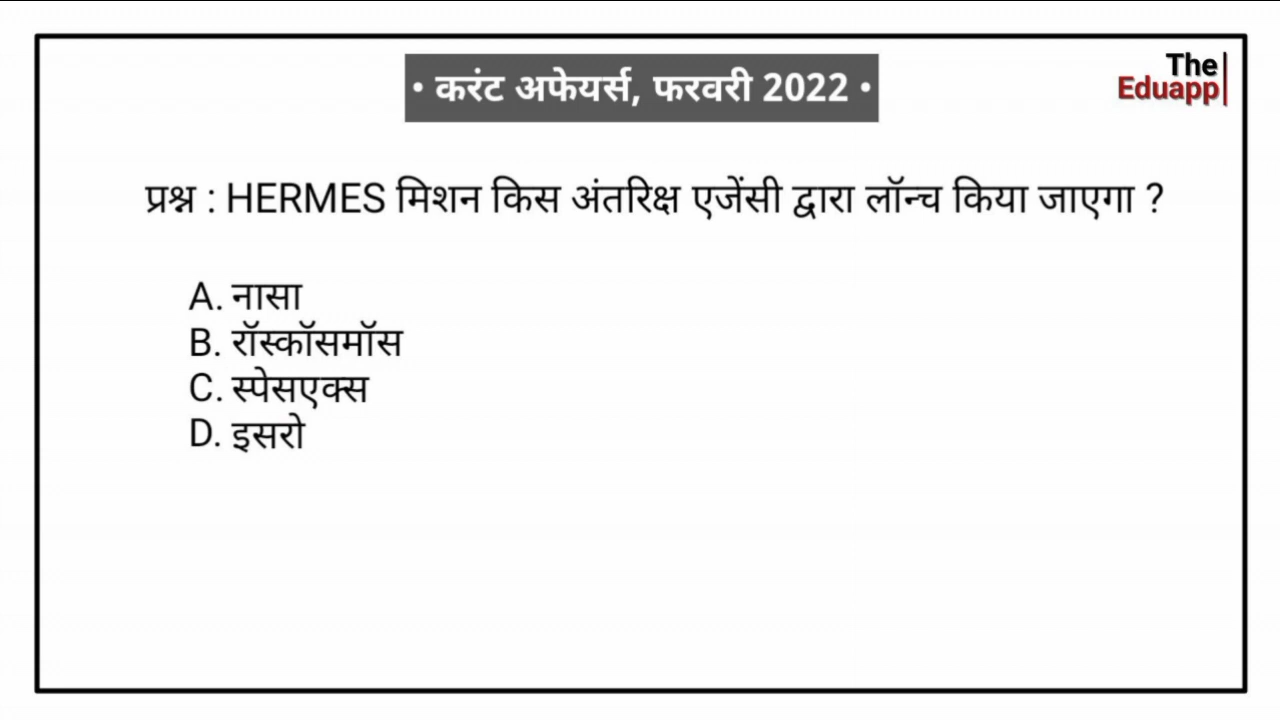 • करंट अफेयर्स, फरवरी 2022 •
The
Eduapp
प्रश्न : HERMES मिशन किस अंतरिक्ष एजेंसी द्वारा लॉन्च किया जाएगा ?
A. नासा
B. रॉस्कॉसमॉस
C. स्पेसएक्स
D. इसरो